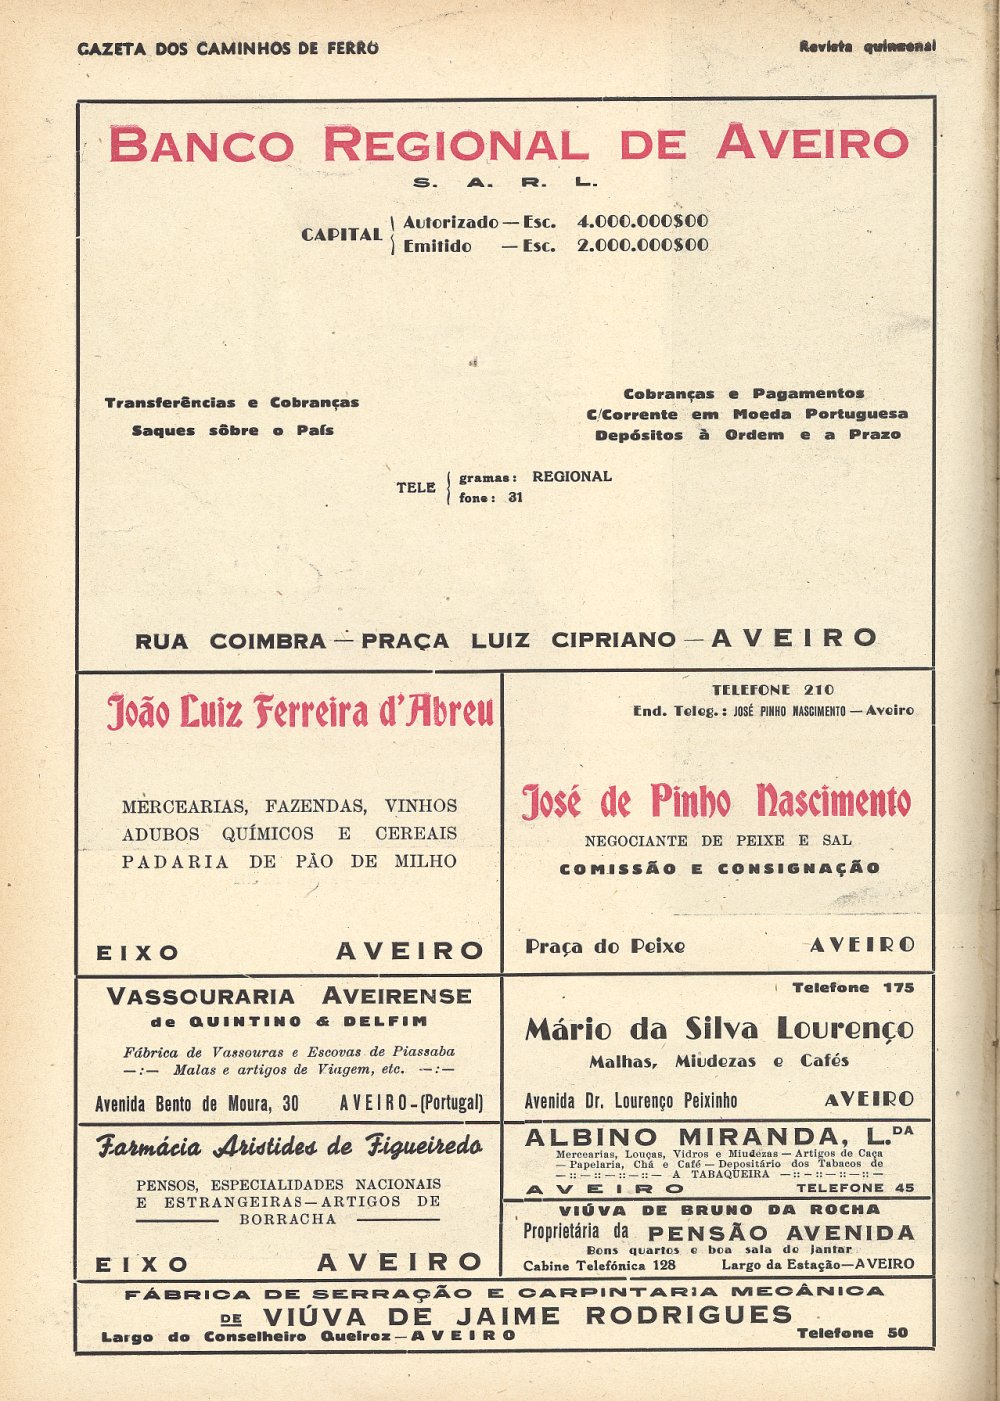 GAZETA DOS CAMINHOS DE FERRO
Revista quinzenal
BANCO REGIONAL DE AVEIRO
S. A. R. L.
CAPITAL
Autorizado — Esc. 4.000.000$00
Emitido — Esc. 2.000.000$00
Transferências e Cobranças
Saques sôbre o País
Cobranças e Pagamentos
C/Corrente em Moeda Portuguesa
Depósitos à Ordem e a Prazo
TELE
gramas: REGIONAL
fone: 31
RUA COIMBRA — PRAÇA LUIZ CIPRIANO — AVEIRO
João Luiz Ferreira d'Abreu
MERCEARIAS, FAZENDAS, VINHOS
ADUBOS QUÍMICOS E CEREAIS
PADARIA DE PÃO DE MILHO
EIXO AVEIRO
TELEFONE 210
End. Teleg.: JOSÉ PINHO NASCIMENTO — Aveiro
José de Pinho Nascimento
NEGOCIANTE DE PEIXE E SAL
COMISSÃO E CONSIGNAÇÃO
Praça do Peixe AVEIRO
VASSOURARIA AVEIRENSE
de QUINTINO & DELFIM
Fábrica de Vassouras e Escovas de Piassaba
—:— Malas e artigos de Viagem, etc. —:—
Avenida Bento de Moura, 30 AVEIRO-(Portugal)
Telefone 175
Mário da Silva Lourenço
Malhas, Miudezas e Cafés
Avenida Dr. Lourenço Peixinho AVEIRO
Farmácia Aristides de Figueiredo
PENSOS, ESPECIALIDADES NACIONAIS
E ESTRANGEIRAS—ARTIGOS DE
BORRACHA
EIXO AVEIRO
ALBINO MIRANDA, L.DA
Mercearias, Louças, Vidros e Miudezas — Artigos de Caça
— Papelaria, Chá e Café — Depositário dos Tabacos de
—::—::—::—::— A TABAQUEIRA —::—::—::—::—
AVEIRO TELEFONE 45
VIÚVA DE BRUNO DA ROCHA
Proprietária da PENSÃO AVENIDA
Bons quartos e boa sala de jantar
Cabine Telefónica 128 Largo da Estação—AVEIRO
FÁBRICA DE SERRAÇÃO E CARPINTARIA MECÂNICA
DE VIÚVA DE JAIME RODRIGUES
Largo do Conselheiro Queiroz—AVEIRO Telefone 50